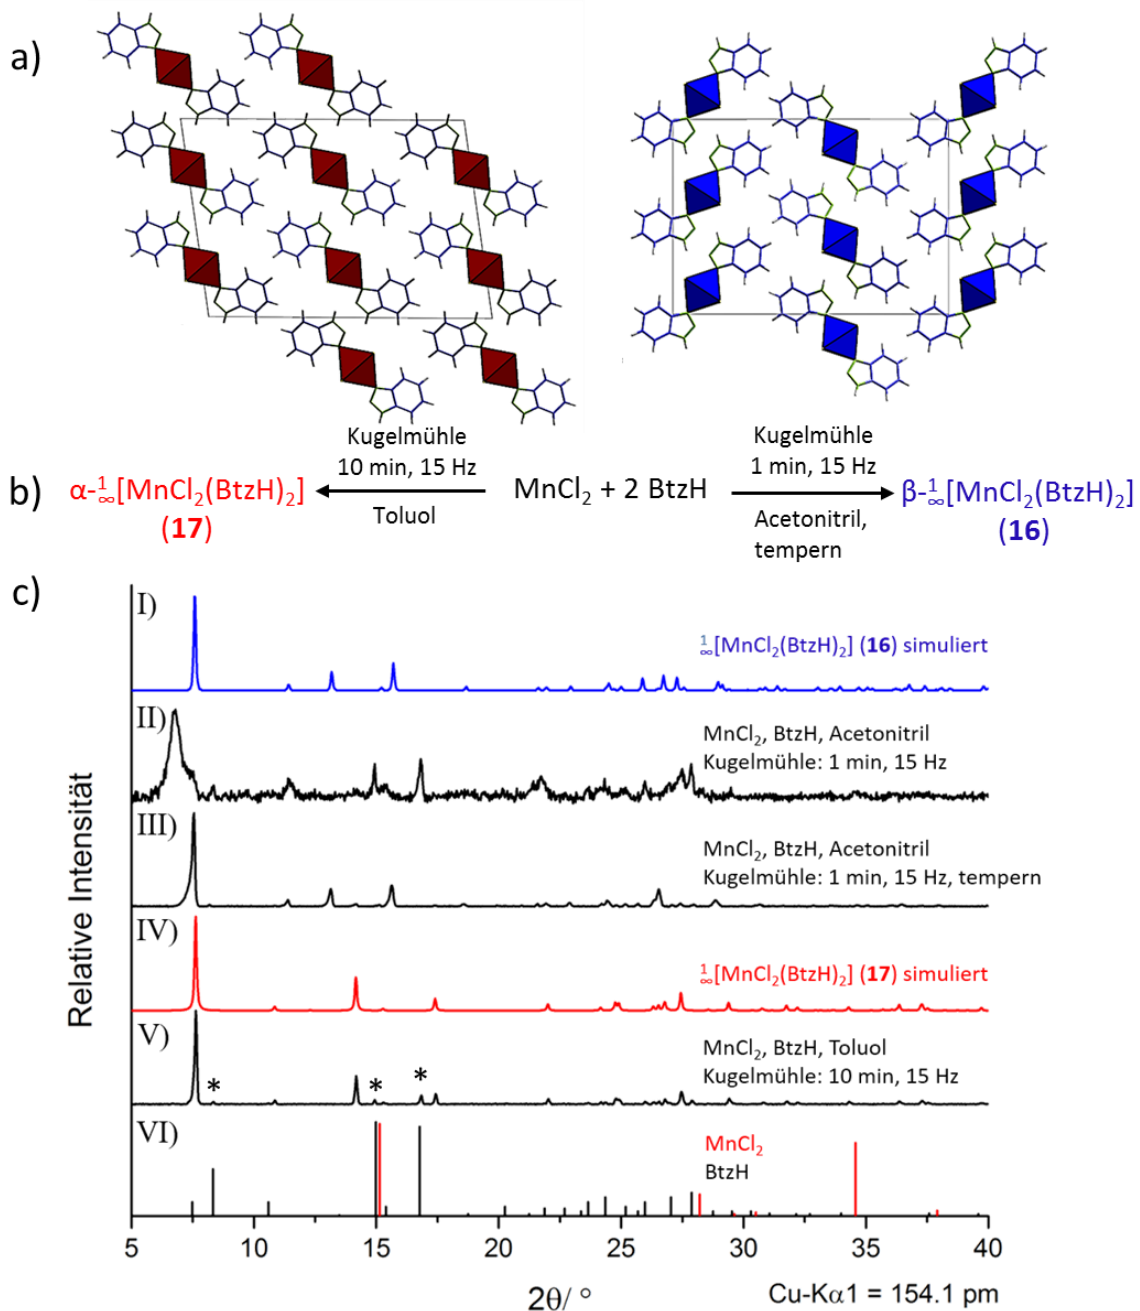 a)
Kugelmühle
10 min, 15 Hz
Toluol
Kugelmühle
1 min, 15 Hz
Acetonitril,
tempern
b)
α-¹∞[MnCl₂(BtzH)₂]
(17)
MnCl₂ + 2 BtzH
β-¹∞[MnCl₂(BtzH)₂]
(16)
c)
Relative Intensität
I)
¹∞[MnCl₂(BtzH)₂] (16) simuliert
II)
MnCl₂, BtzH, Acetonitril
Kugelmühle: 1 min, 15 Hz
III)
MnCl₂, BtzH, Acetonitril
Kugelmühle: 1 min, 15 Hz, tempern
IV)
¹∞[MnCl₂(BtzH)₂] (17) simuliert
V)
MnCl₂, BtzH, Toluol
Kugelmühle: 10 min, 15 Hz
* * *
VI)
MnCl₂
BtzH
5 10 15 20 25 30 35 40
2θ/ °
Cu-Kα1 = 154.1 pm